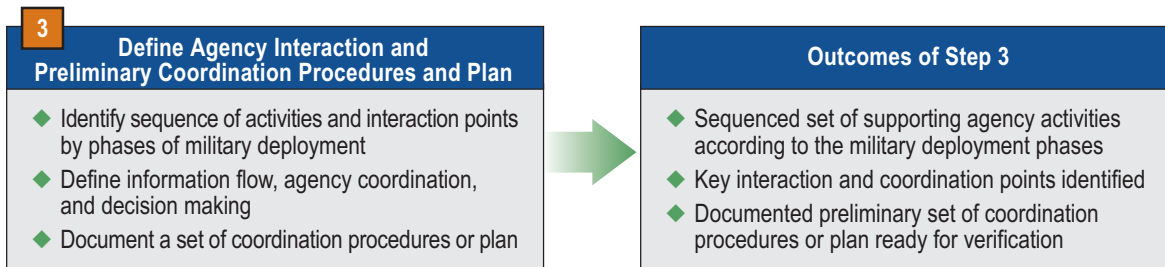 3
Define Agency Interaction and
Preliminary Coordination Procedures and Plan
◆ Identify sequence of activities and interaction points
by phases of military deployment
◆ Define information flow, agency coordination,
and decision making
◆ Document a set of coordination procedures or plan
Outcomes of Step 3
◆ Sequenced set of supporting agency activities
according to the military deployment phases
◆ Key interaction and coordination points identified
◆ Documented preliminary set of coordination
procedures or plan ready for verification